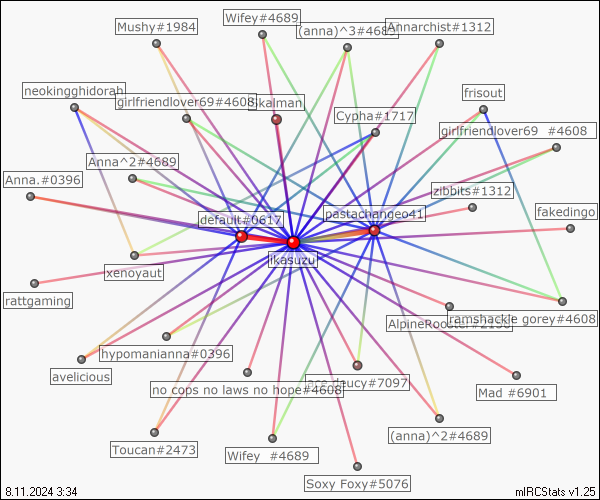 Mushy#1984
Wifey#4689
(anna)^3#4689
Annarchist#1312
neokingghidorah
girlfriendlover69#4608
Skalman
Cypha#1717
frisout
girlfriendlover69 #4608
Anna^2#4689
Anna.#0396
zibbits#1312
default#0617
pastachangeo41
fakedingo
ikasuzu
xenoyaut
rattgaming
AlpineRooster#2138
ramshackle gorey#4608
hypomanianna#0396
avelicious
no cops no laws no hope#4608
ace deucy#7097
Mad #6901
Toucan#2473
Wifey #4689
(anna)^2#4689
Soxy Foxy#5076
8.11.2024 3:34
mIRCStats v1.25